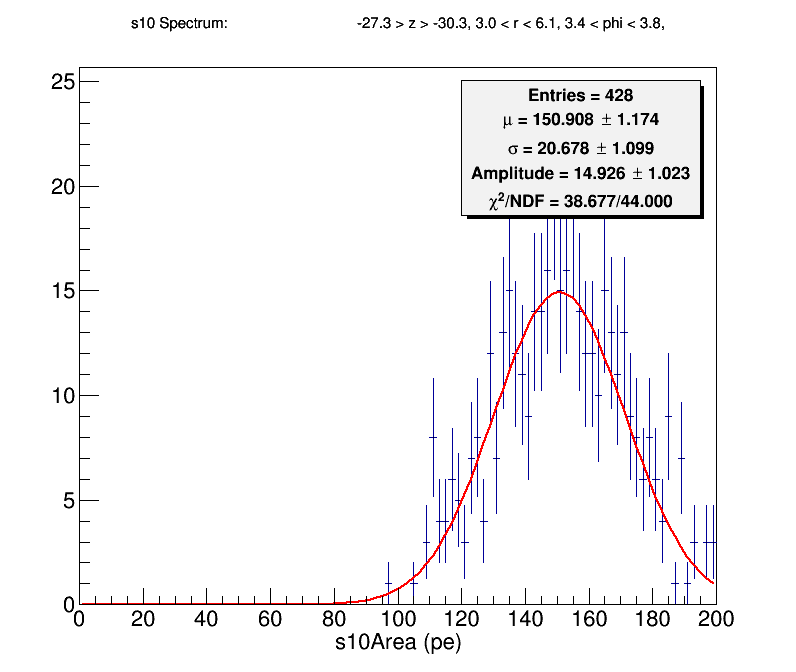 s10 Spectrum: -27.3 > z > -30.3, 3.0 < r < 6.1, 3.4 < phi < 3.8,
Entries = 428
μ = 150.908 ± 1.174
σ = 20.678 ± 1.099
Amplitude = 14.926 ± 1.023
χ²/NDF = 38.677/44.000
25
20
15
10
5
0
0 20 40 60 80 100 120 140 160 180 200
s10Area (pe)